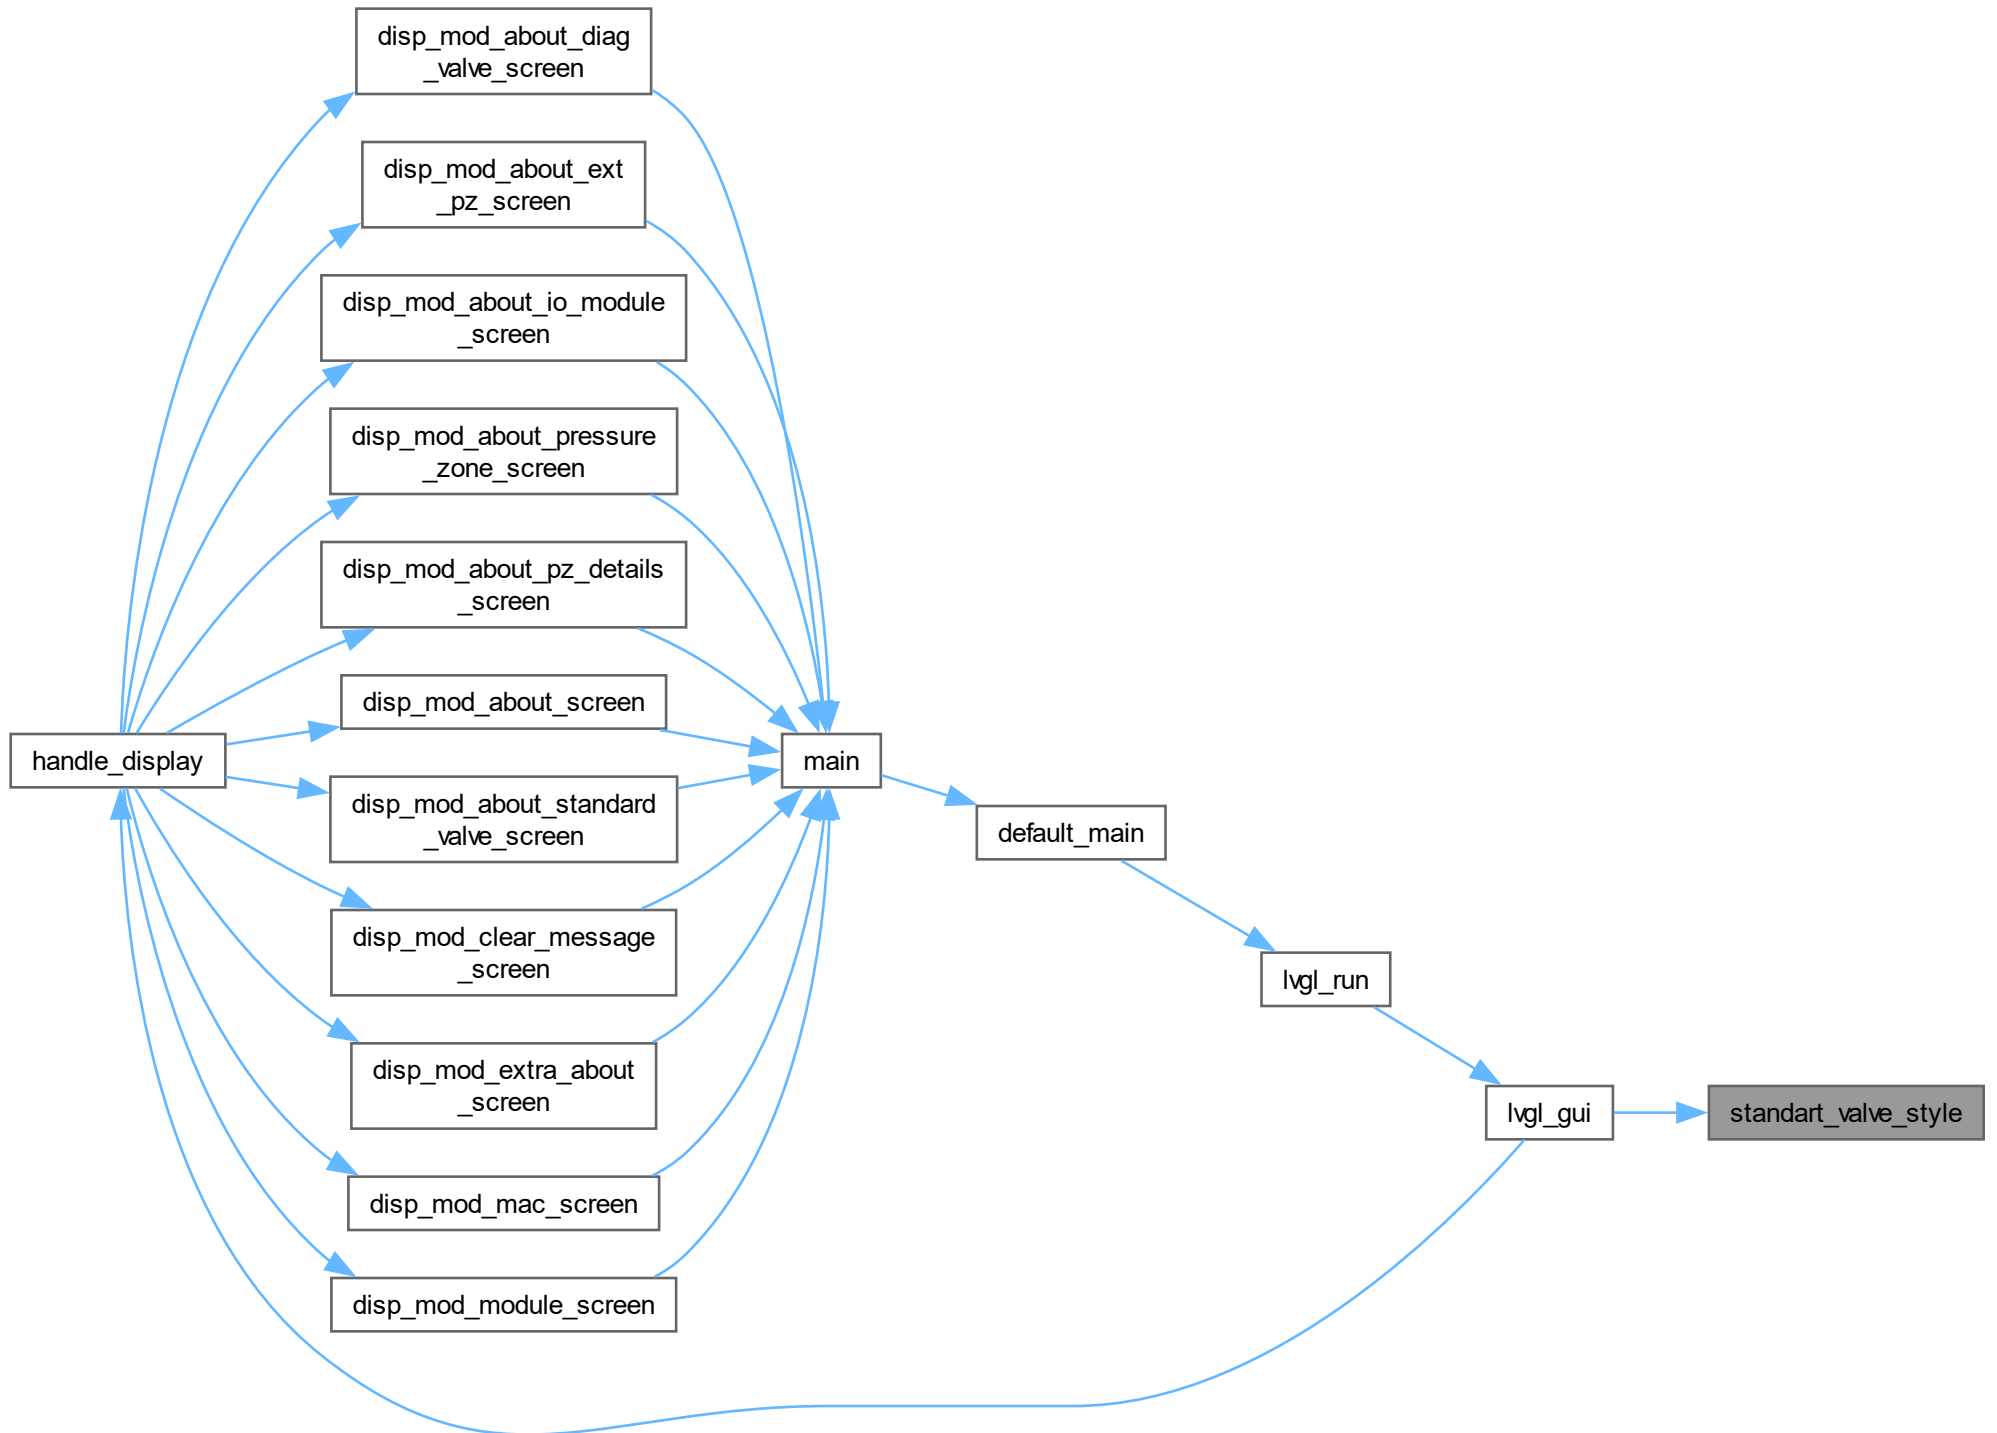 disp_mod_about_diag
_valve_screen
disp_mod_about_ext
_pz_screen
disp_mod_about_io_module
_screen
disp_mod_about_pressure
_zone_screen
disp_mod_about_pz_details
_screen
disp_mod_about_screen
handle_display
disp_mod_about_standard
_valve_screen
disp_mod_clear_message
_screen
disp_mod_extra_about
_screen
disp_mod_mac_screen
disp_mod_module_screen
main
default_main
lvgl_run
lvgl_gui
standart_valve_style